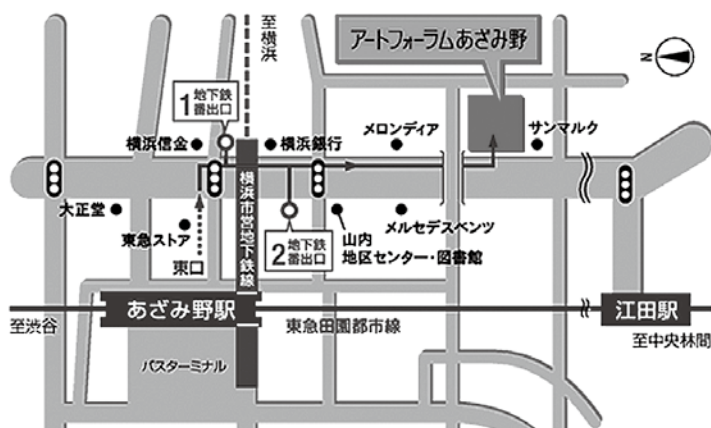 至横浜
アートフォーラムあざみ野
N
1 地下鉄
番出口
横浜信金
横浜銀行
メロンディア
サンマルク
大正堂
東急ストア
東口
横浜市営地下鉄線
2 地下鉄
番出口
山内
地区センター・図書館
メルセデスベンツ
あざみ野駅
江田駅
至渋谷
東急田園都市線
至中央林間
バスターミナル